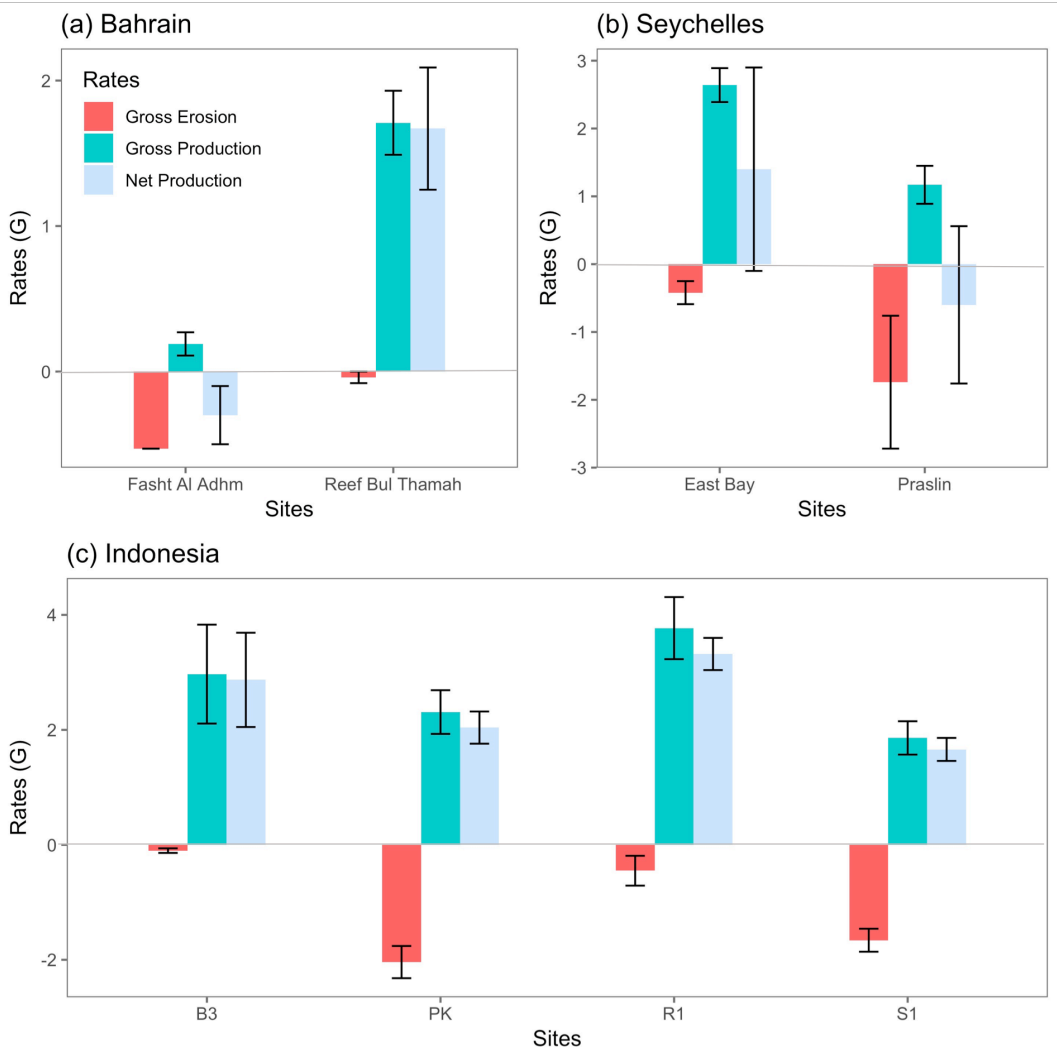 (a) Bahrain
Rates
Gross Erosion
Gross Production
Net Production
2
1
0
Rates (G)
Fasht Al Adhm
Reef Bul Thamah
Sites
(b) Seychelles
3
2
1
0
-1
-2
-3
Rates (G)
East Bay
Praslin
Sites
(c) Indonesia
4
2
0
-2
Rates (G)
B3
PK
R1
S1
Sites